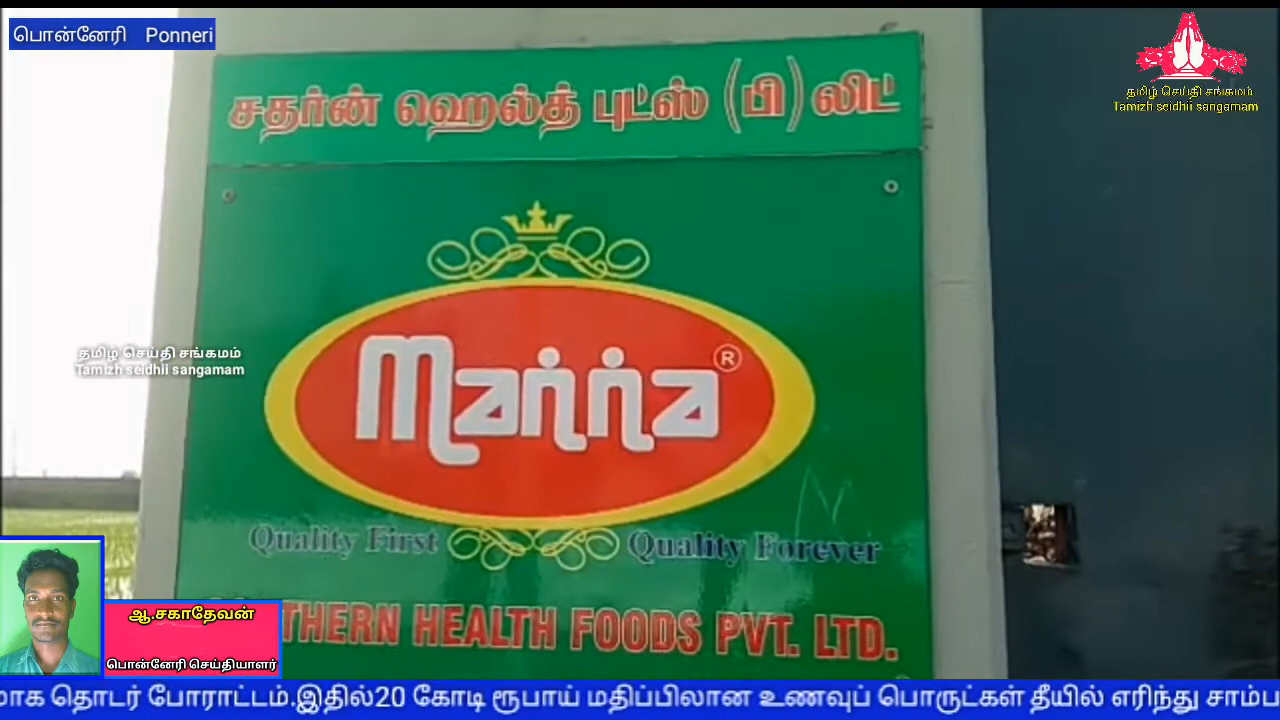 பொன்னேரி Ponneri
தமிழ் செய்தி சங்கமம்
Tamizh seidhii sangamam
சதர்ன் ஹெல்த் புட்ஸ் (பி) லிட்
manna ®
தமிழ் செய்தி சங்கமம்
Tamizh seidhii sangamam
Quality First Quality Forever
THERN HEALTH FOODS PVT. LTD.
ஆ.சகாதேவன்
பொன்னேரி செய்தியாளர்
மாக தொடர் போராட்டம்.இதில்20 கோடி ரூபாய் மதிப்பிலான உணவுப் பொருட்கள் தீயில் எரிந்து சாம்ப